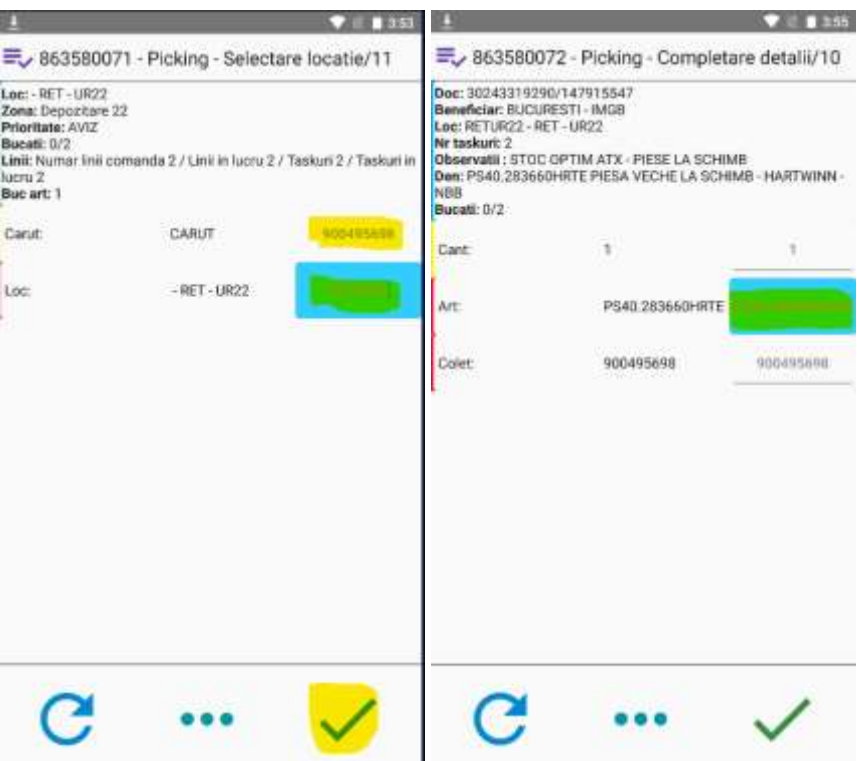 3:53
863580071 - Picking - Selectare locatie/11
Loc: - RET - UR22
Zona: Depozitare 22
Prioritate: AVIZ
Bucati: 0/2
Linii: Numar linii comanda 2 / Linii in lucru 2 / Taskuri 2 / Taskuri in
lucru 2
Buc art: 1
Carut: CARUT 900495698
Loc: - RET - UR22
3:55
863580072 - Picking - Completare detalii/10
Doc: 30243319290/147915547
Beneficiar: BUCURESTI - IMGB
Loc: RETUR22 - RET - UR22
Nr taskuri: 2
Observatii : STOC OPTIM ATX - PIESE LA SCHIMB
Den: PS40.283660HRTE PIESA VECHE LA SCHIMB - HARTWINN -
NBB
Bucati: 0/2
Cant: 1 1
Art: PS40.283660HRTE
Colet: 900495698 900495698